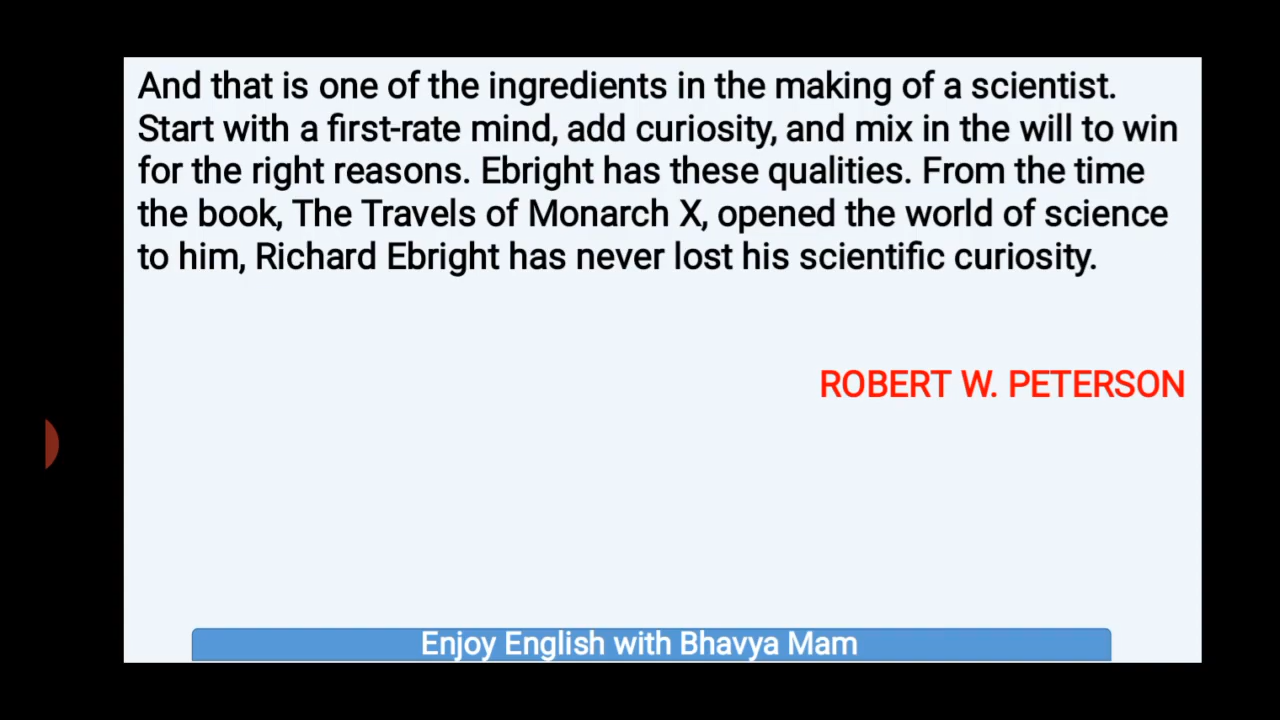 And that is one of the ingredients in the making of a scientist.
Start with a first-rate mind, add curiosity, and mix in the will to win
for the right reasons. Ebright has these qualities. From the time
the book, The Travels of Monarch X, opened the world of science
to him, Richard Ebright has never lost his scientific curiosity.
ROBERT W. PETERSON
Enjoy English with Bhavya Mam